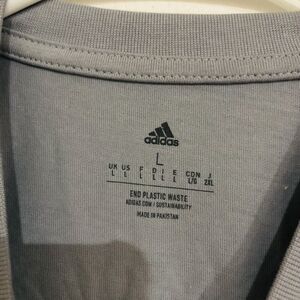 adidas
L
UK US F D I E CDN J
L L L L L L L/G 2XL
END PLASTIC WASTE
ADIDAS.COM / SUSTAINABILITY
MADE IN PAKISTAN